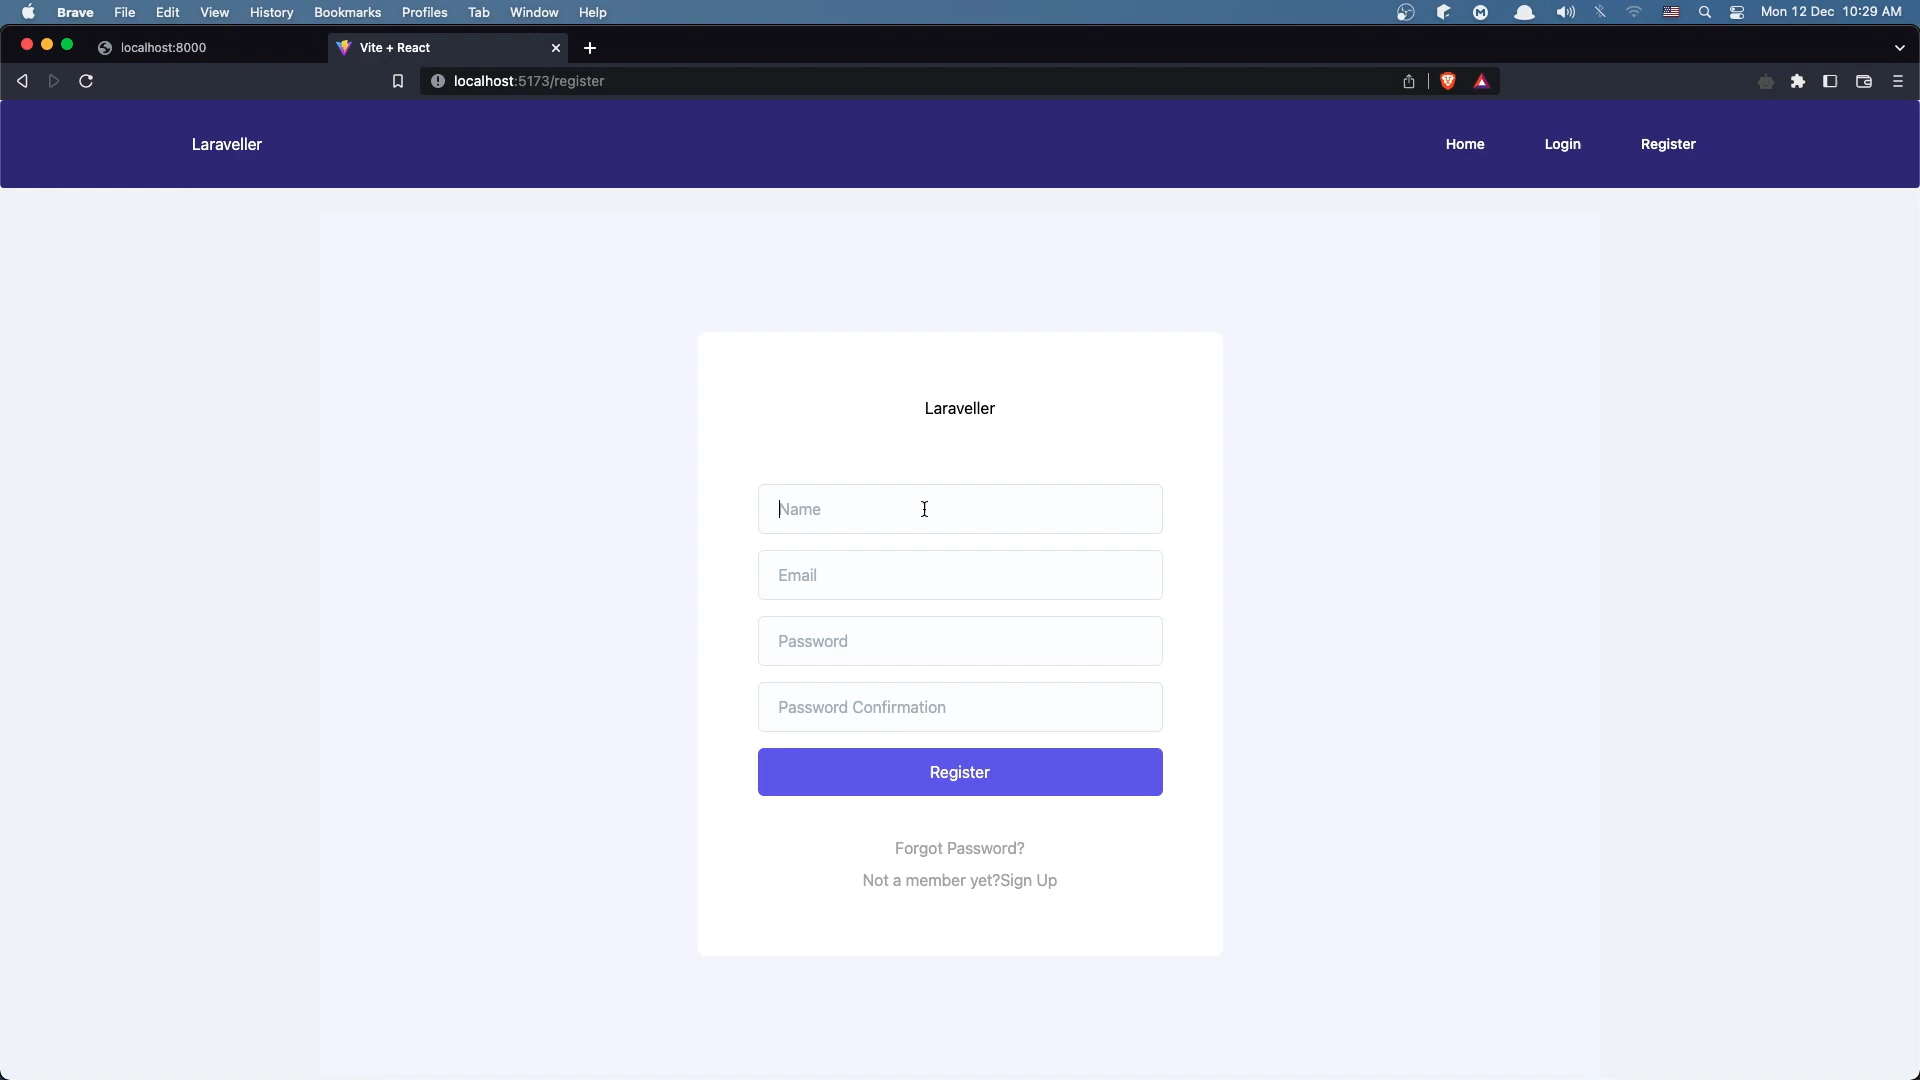 Brave File Edit View History Bookmarks Profiles Tab Window Help Mon 12 Dec 10:29 AM
localhost:8000 Vite + React
localhost:5173/register
Laraveller Home Login Register
Laraveller
Name
Email
Password
Password Confirmation
Register
Forgot Password?
Not a member yet?Sign Up